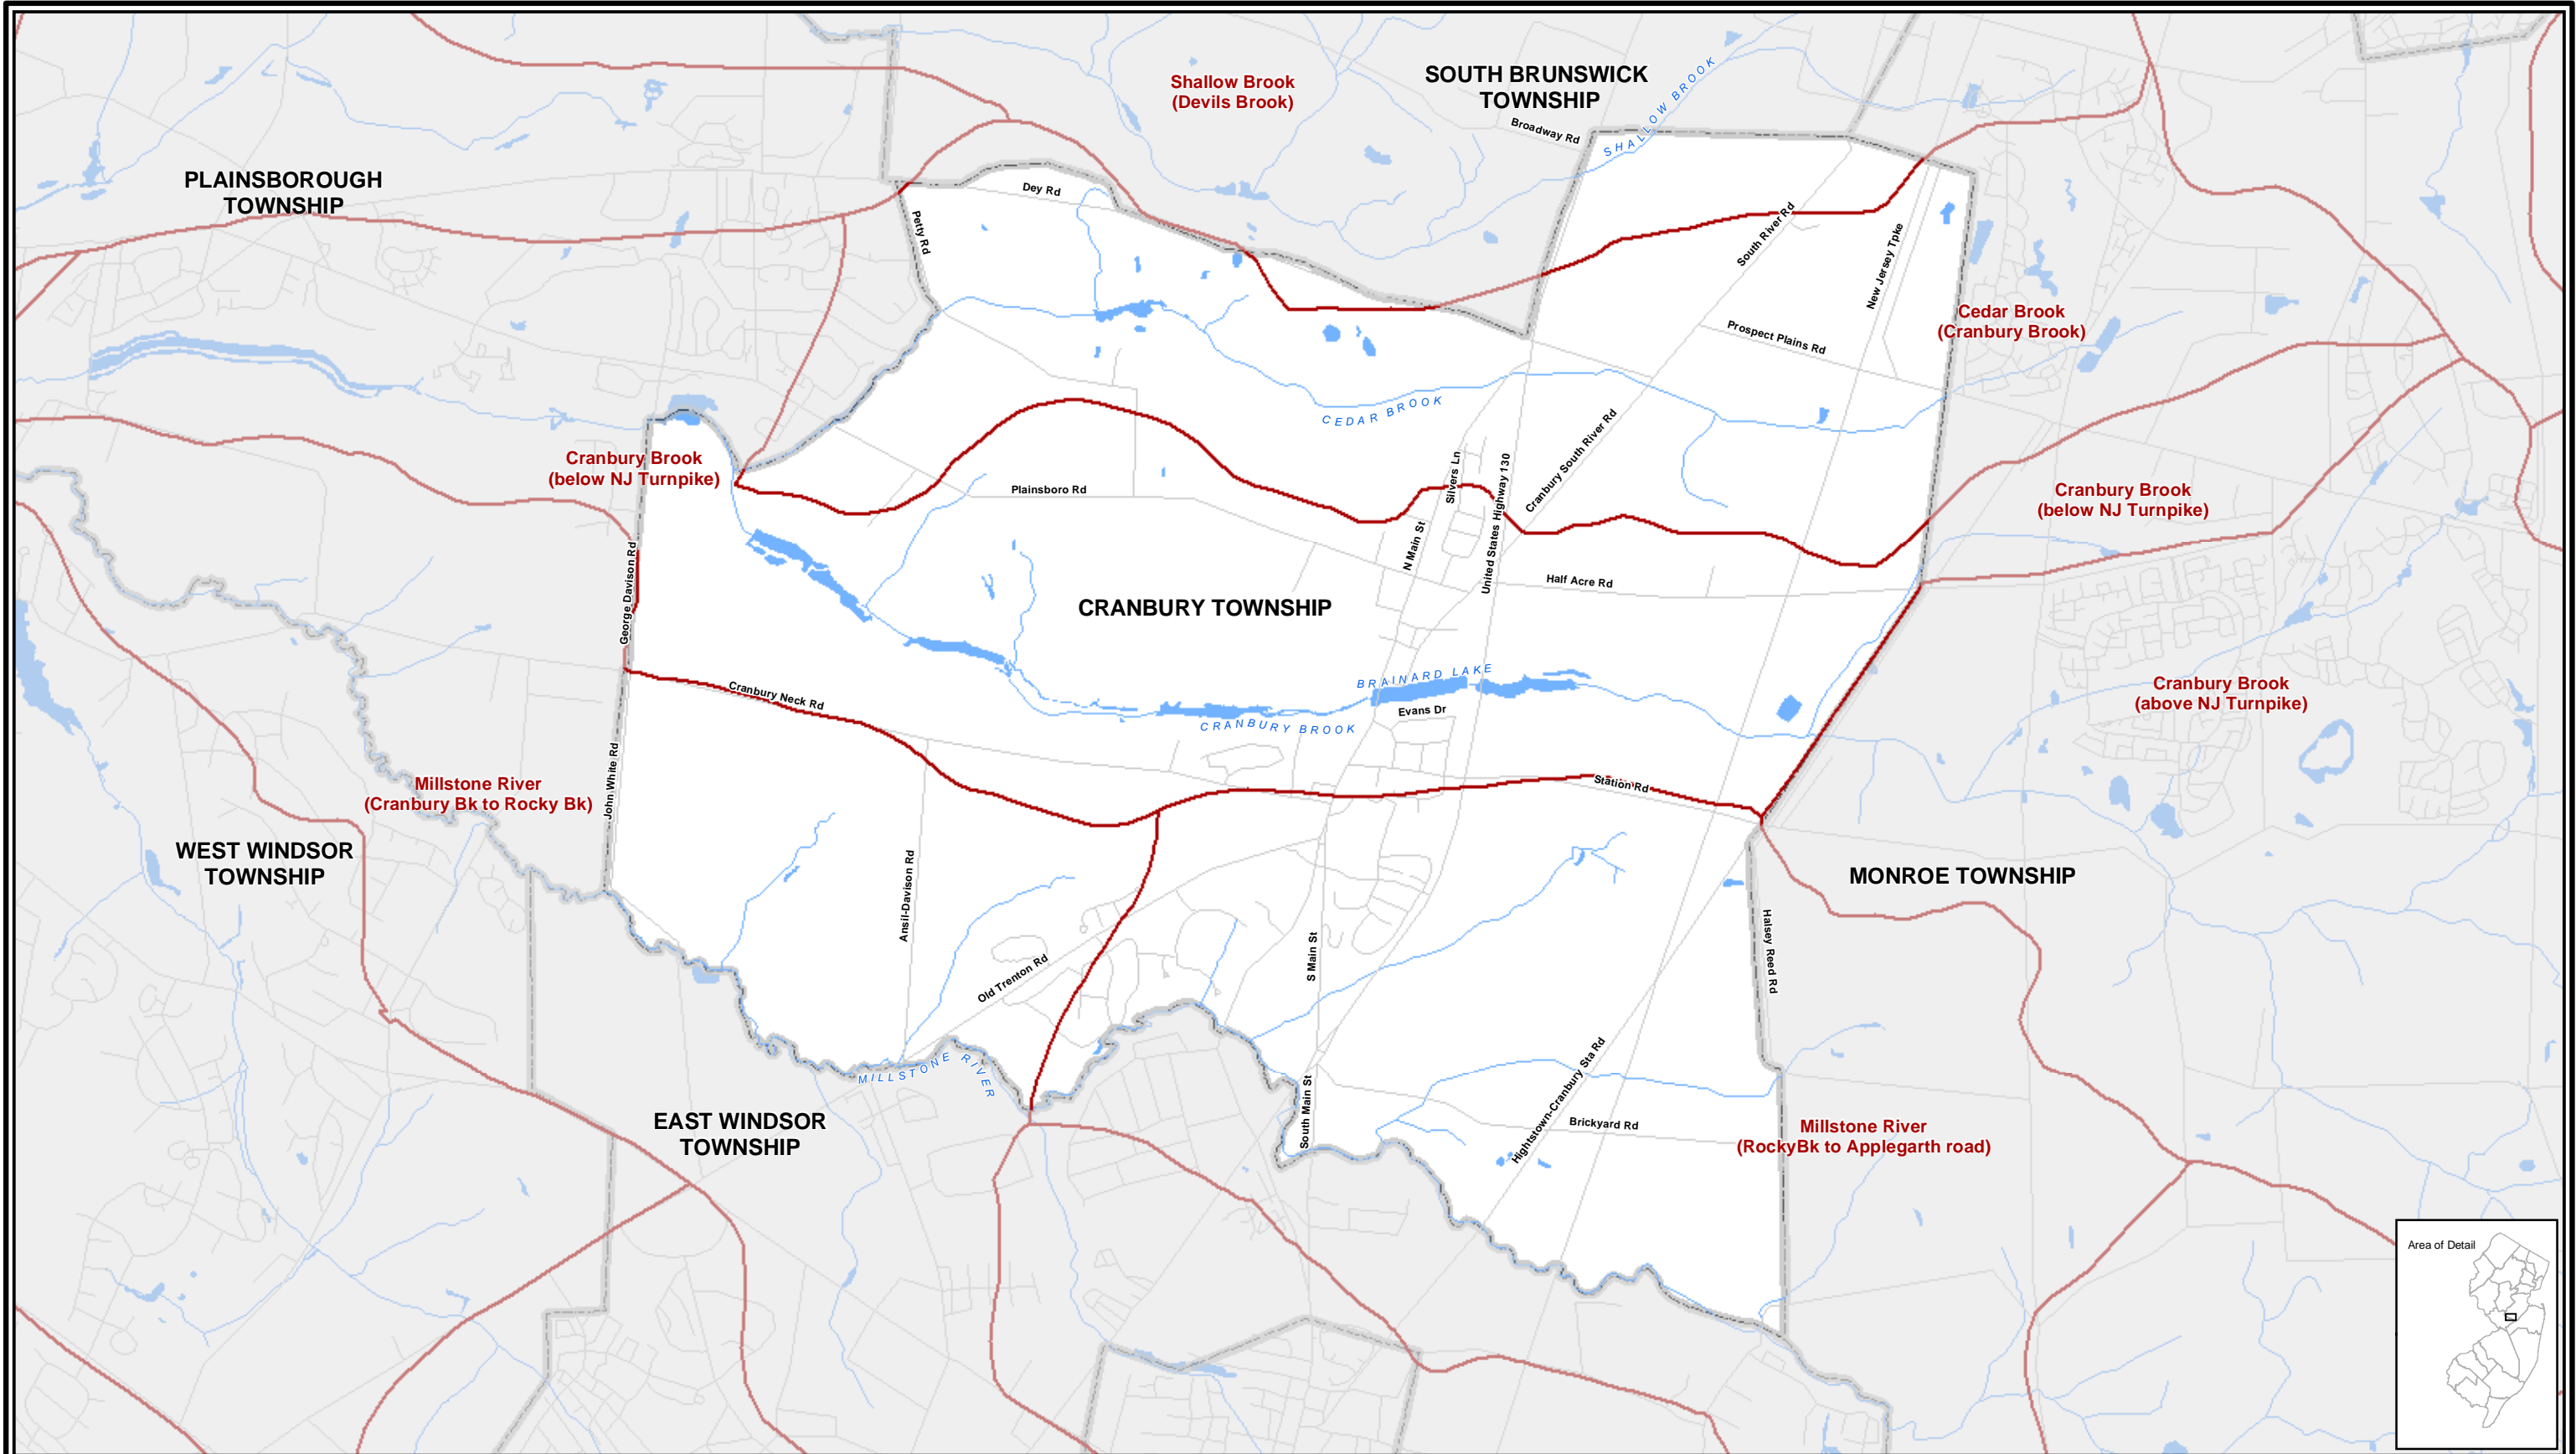 SOUTH BRUNSWICK
TOWNSHIP
Shallow Brook
(Devils Brook)
SHALLOW BROOK
Broadway Rd
PLAINSBOROUGH
TOWNSHIP
Dey Rd
Petty Rd
South River Rd
New Jersey Tpke
Cedar Brook
(Cranbury Brook)
Prospect Plains Rd
CEDAR BROOK
Cranbury Brook
(below NJ Turnpike)
Plainsboro Rd
Silvers Ln
N Main St
United States Highway 130
Cranbury South River Rd
Cranbury Brook
(below NJ Turnpike)
George Davison Rd
CRANBURY TOWNSHIP
Half Acre Rd
Cranbury Neck Rd
BRAINARD LAKE
Evans Dr
CRANBURY BROOK
Cranbury Brook
(above NJ Turnpike)
John White Rd
Millstone River
(Cranbury Bk to Rocky Bk)
Station Rd
WEST WINDSOR
TOWNSHIP
MONROE TOWNSHIP
Ansil-Davison Rd
Old Trenton Rd
S Main St
Halsey Reed Rd
MILLSTONE RIVER
EAST WINDSOR
TOWNSHIP
South Main St
Hightstown-Cranbury Sta Rd
Brickyard Rd
Millstone River
(RockyBk to Applegarth road)
Area of Detail